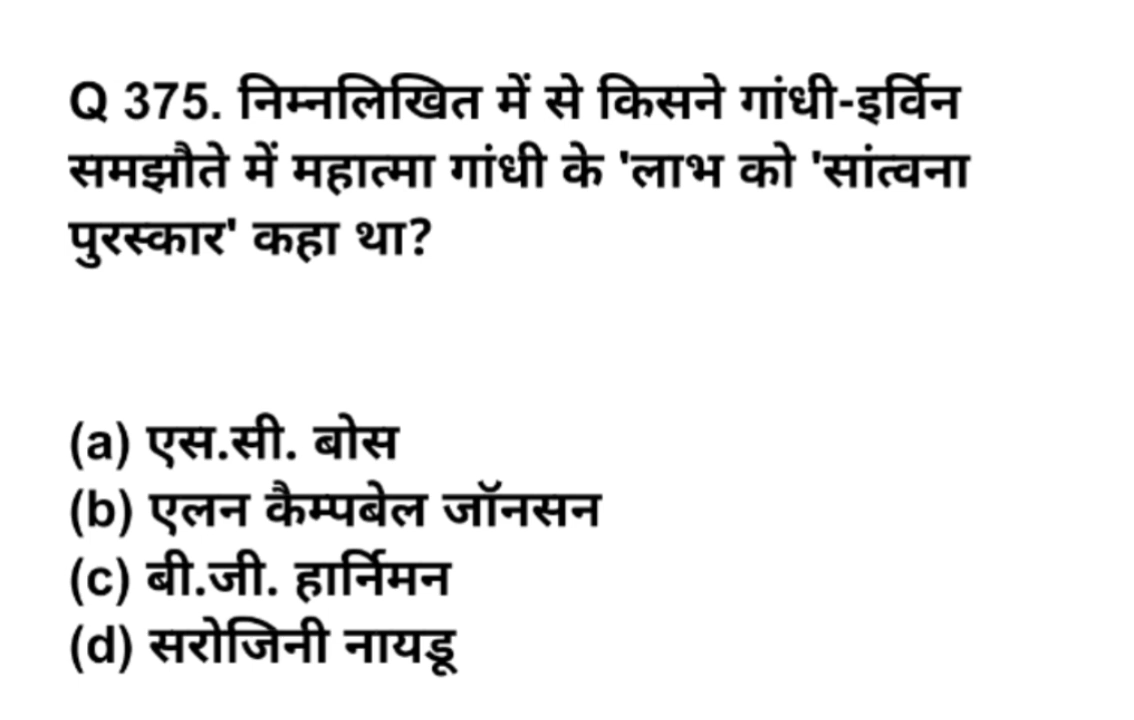 Q 375. निम्नलिखित में से किसने गांधी-इर्विन
समझौते में महात्मा गांधी के 'लाभ को 'सांत्वना
पुरस्कार' कहा था?
(a) एस.सी. बोस
(b) एलन कैम्पबेल जॉनसन
(c) बी.जी. हार्निमन
(d) सरोजिनी नायडू